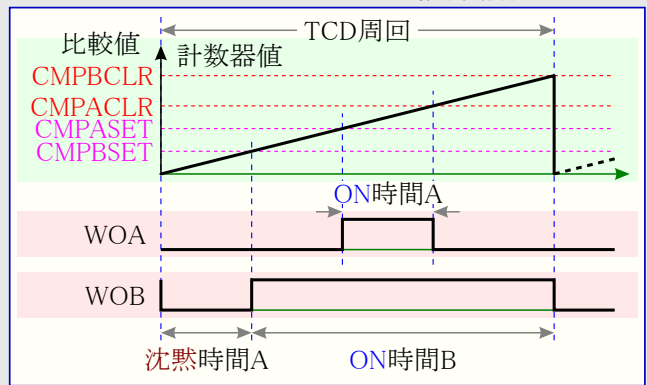 TCD周回
比較値
計数器値
CMPBCLR
CMPACLR
CMPASET
CMPBSET
ON時間A
WOA
WOB
沈黙時間A
ON時間B